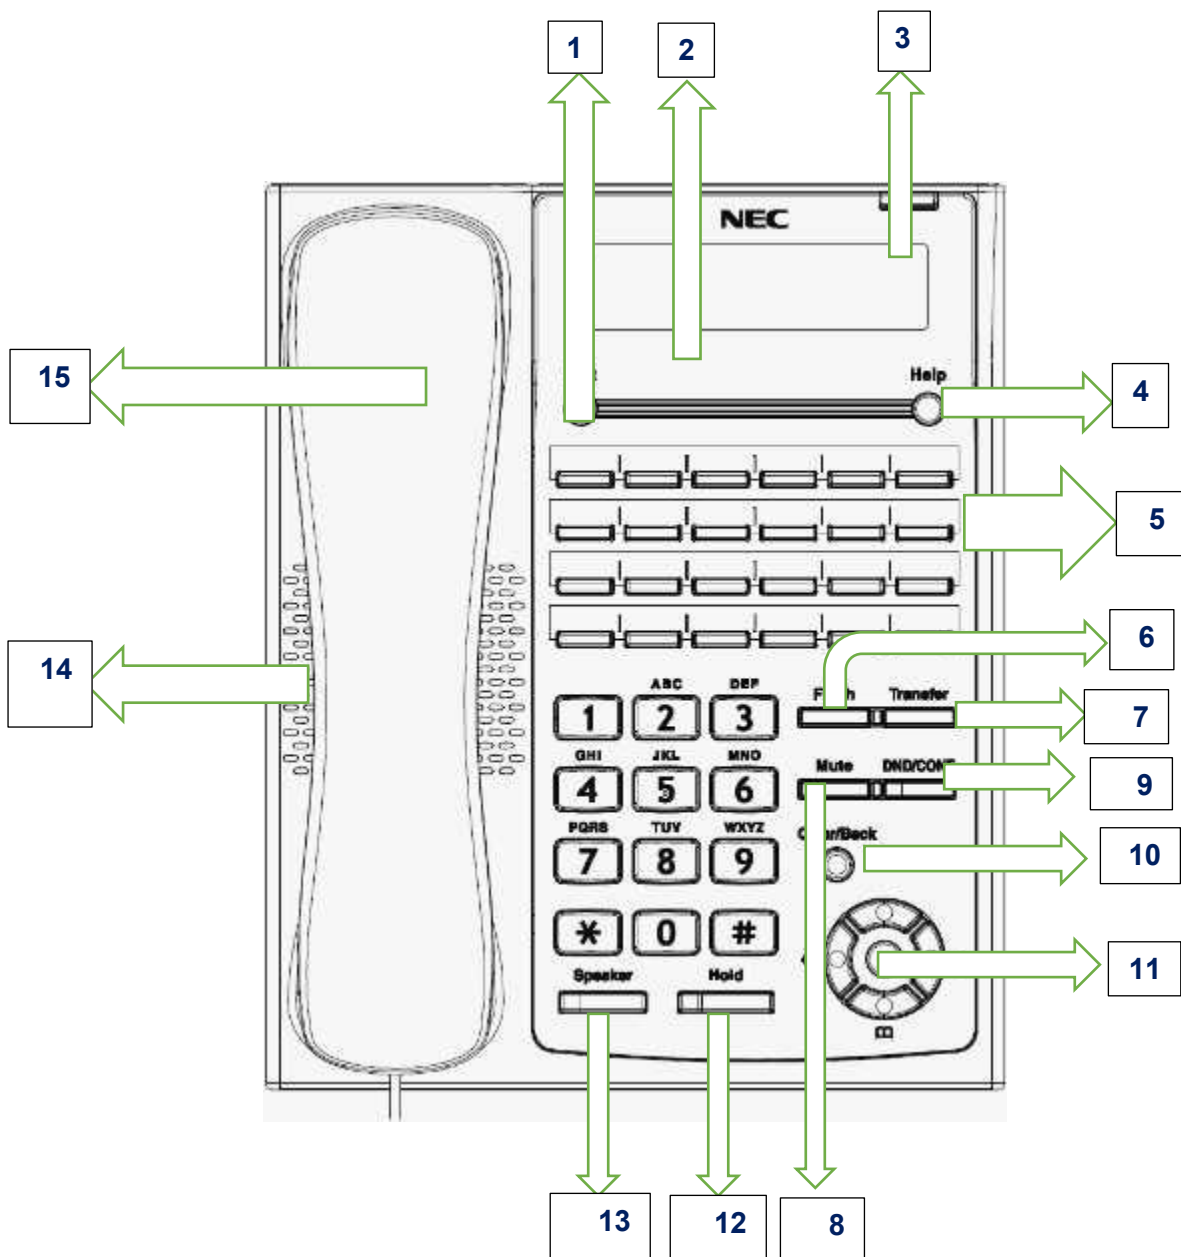 1 2 3
NEC
15
Help
4
5
6
ABC DEF
1 2 3
Transfer
7
14
GHI JKL MNO
4 5 6
Mute
9
PQRS TUV WXYZ
7 8 9
10
* 0 #
11
Speaker Hold
13 12 8